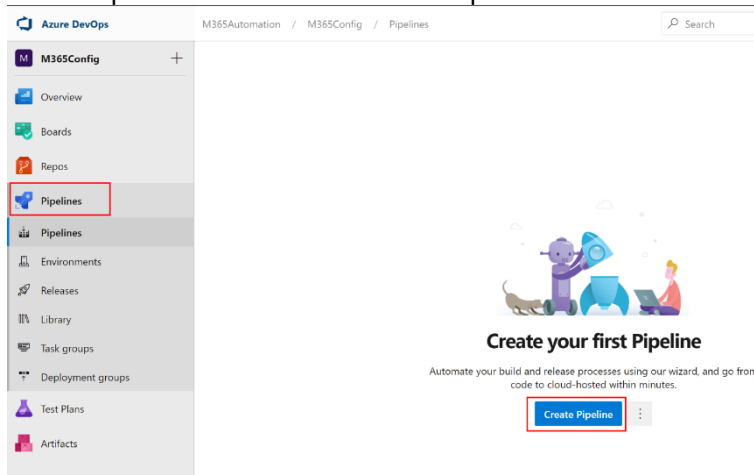 Azure DevOps
M365Automation / M365Config / Pipelines
Search
M M365Config +
Overview
Boards
Repos
Pipelines
Pipelines
Environments
Releases
Library
Task groups
Deployment groups
Test Plans
Artifacts
Create your first Pipeline
Automate your build and release processes using our wizard, and go from
code to cloud-hosted within minutes.
Create Pipeline